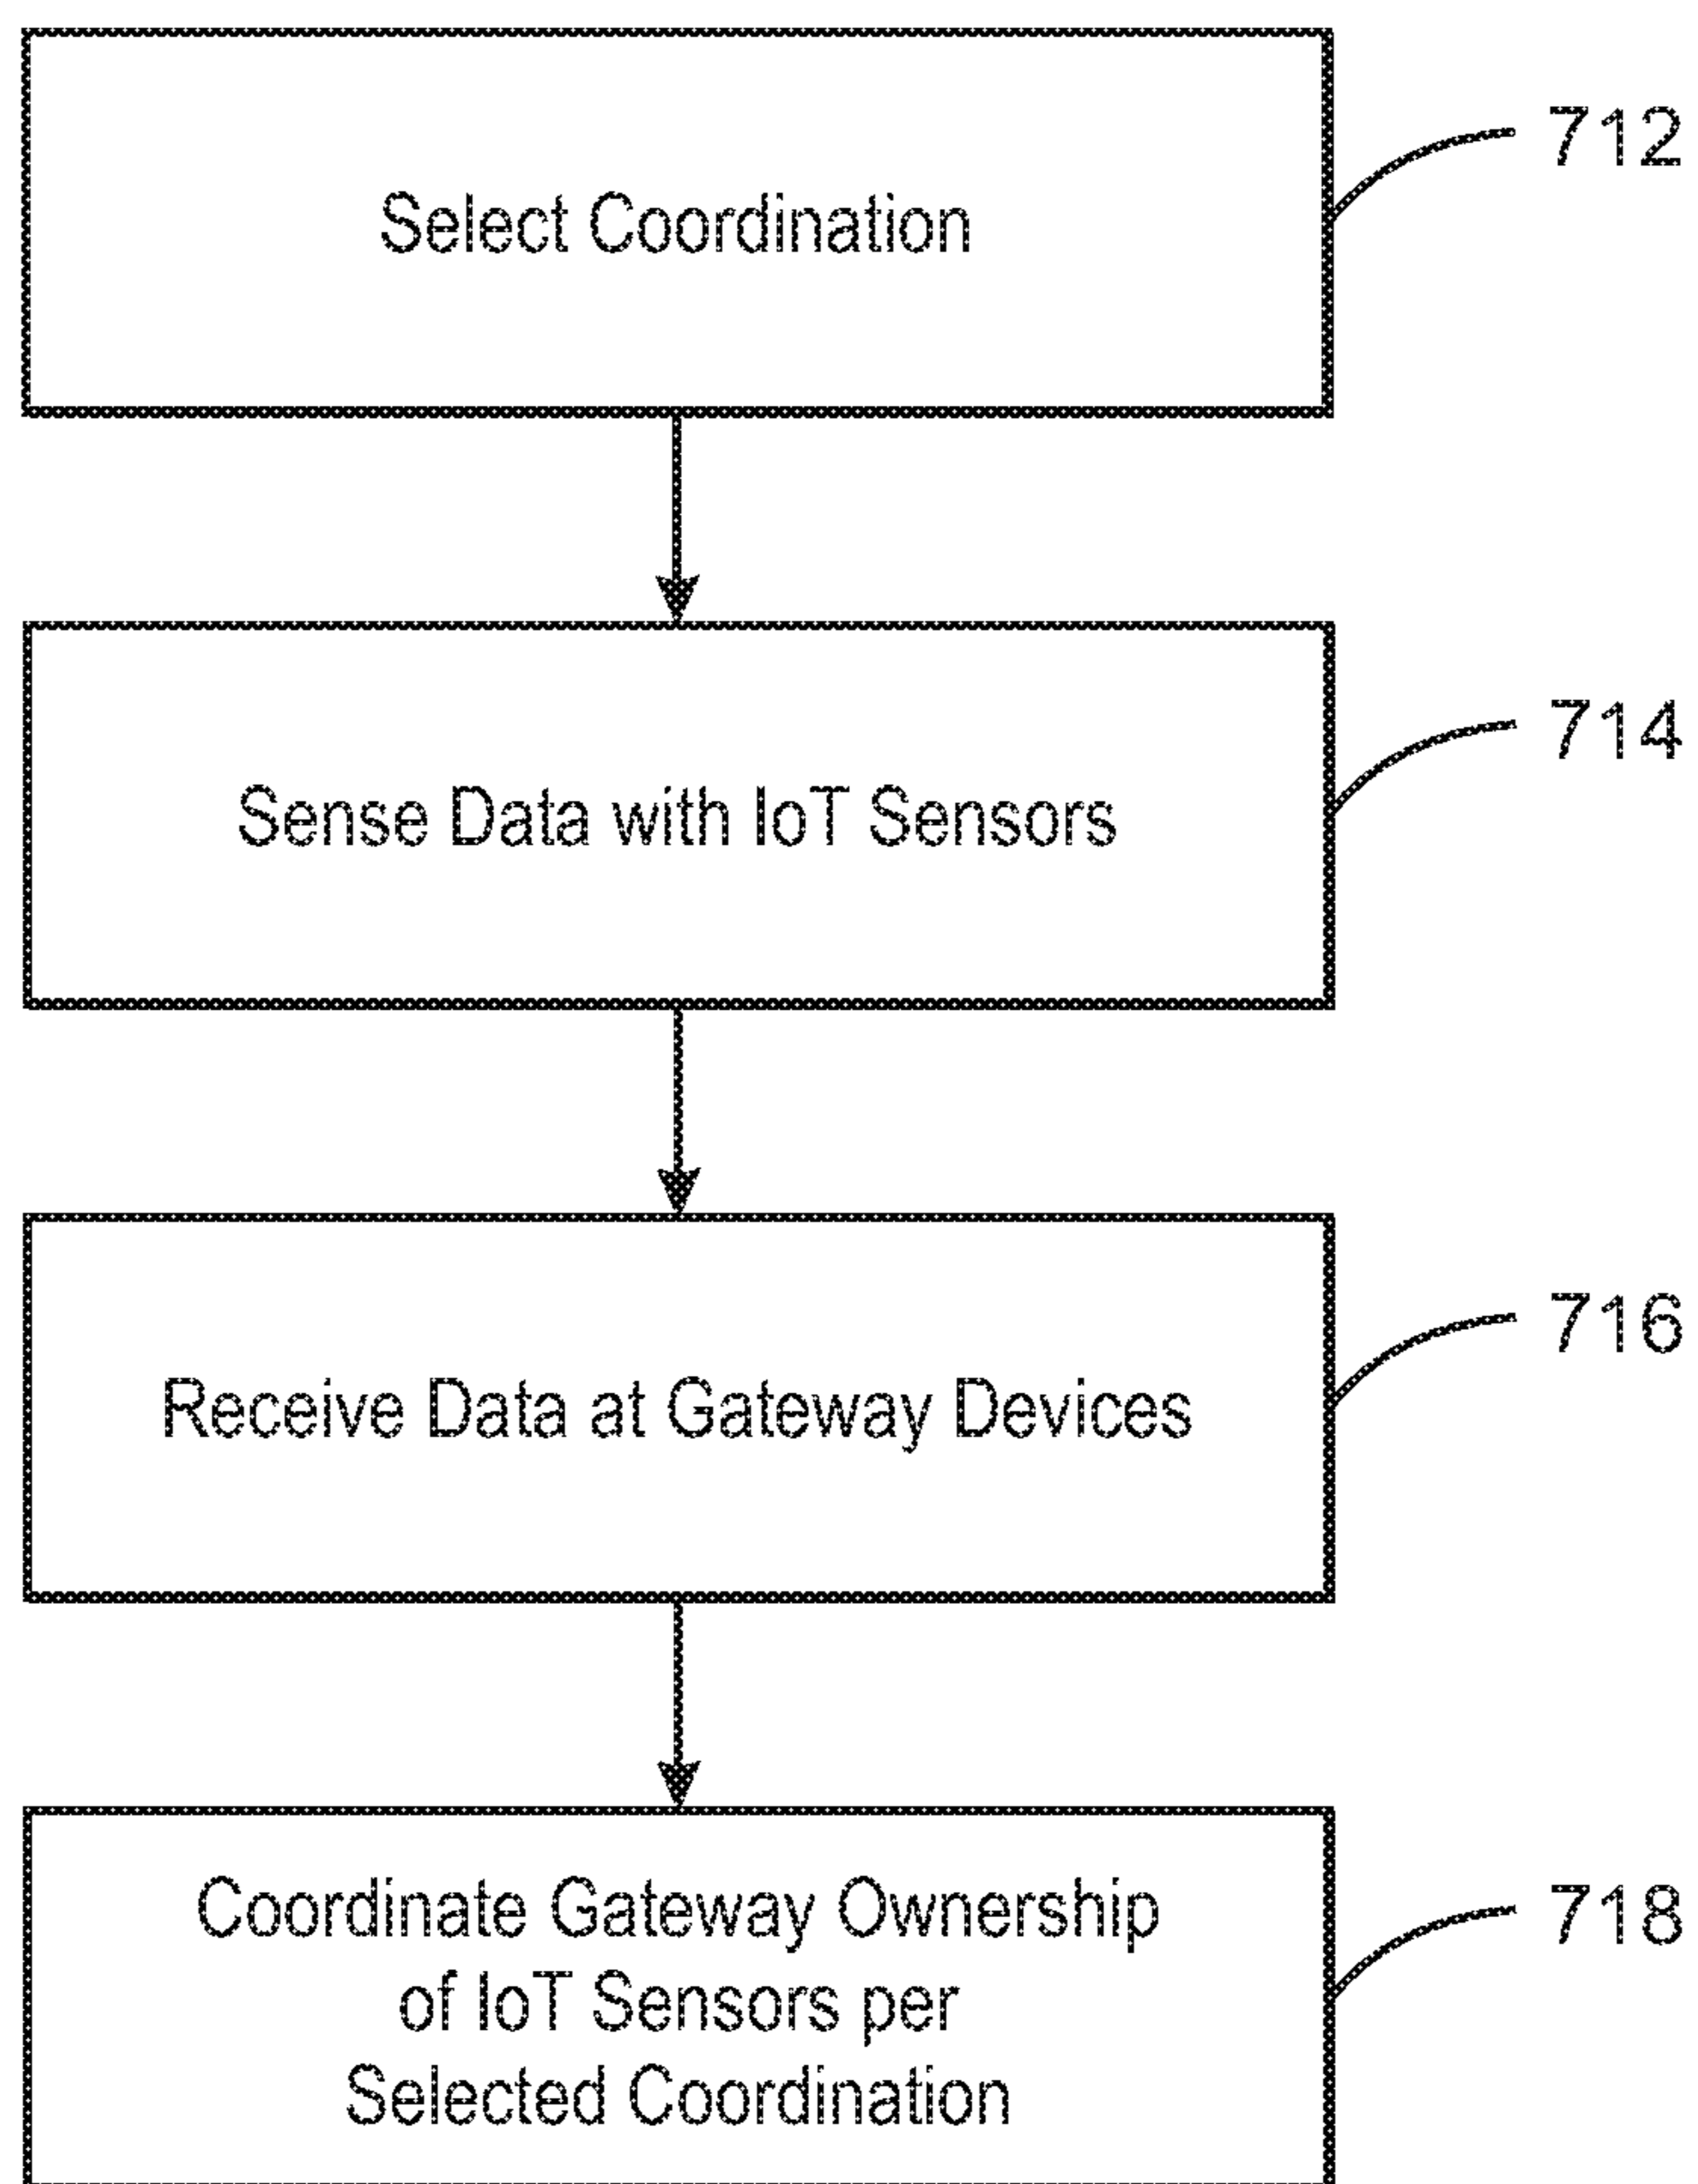 Select Coordination
712
Sense Data with IoT Sensors
714
Receive Data at Gateway Devices
716
Coordinate Gateway Ownership
of IoT Sensors per
Selected Coordination
718